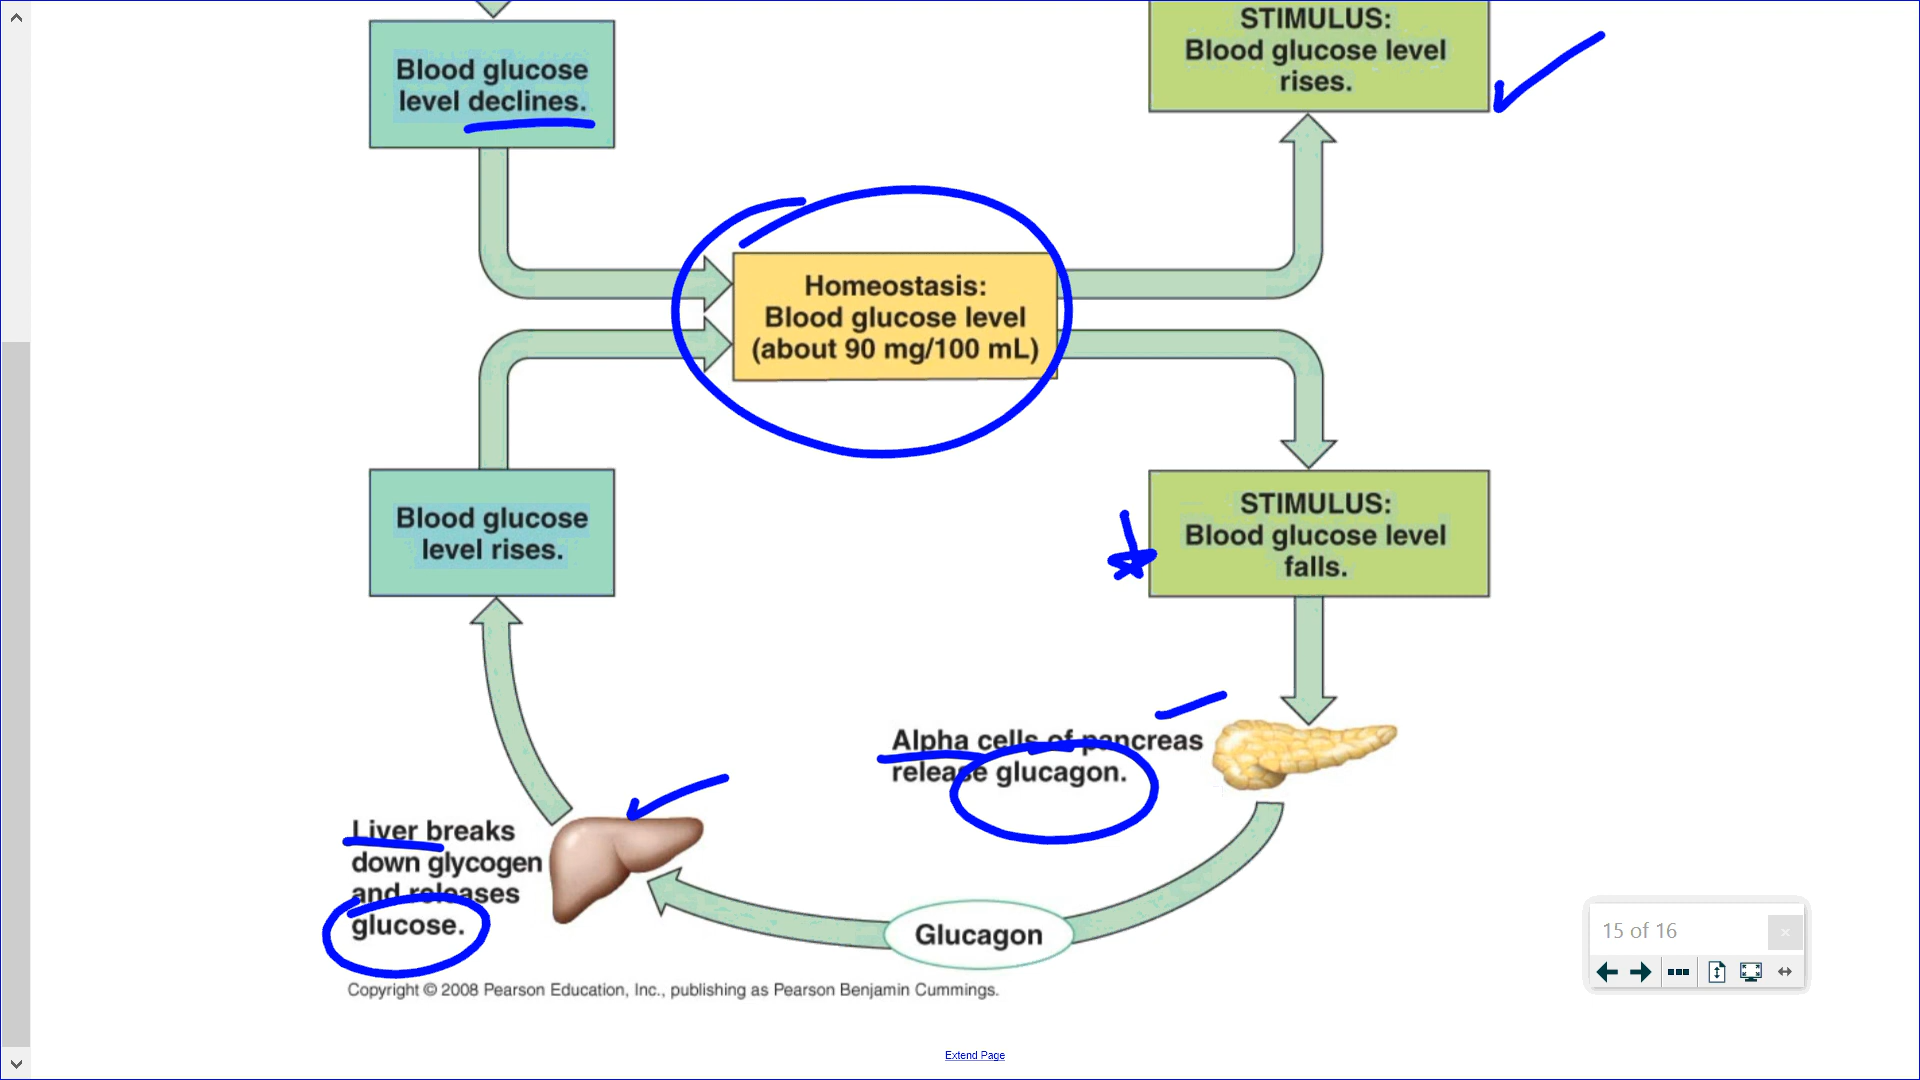 Blood glucose
level declines.
STIMULUS:
Blood glucose level
rises.
Homeostasis:
Blood glucose level
(about 90 mg/100 mL)
Blood glucose
level rises.
STIMULUS:
Blood glucose level
falls.
Alpha cells of pancreas
release glucagon.
Liver breaks
down glycogen
and releases
glucose.
Glucagon
15 of 16
Copyright © 2008 Pearson Education, Inc., publishing as Pearson Benjamin Cummings.
Extend Page